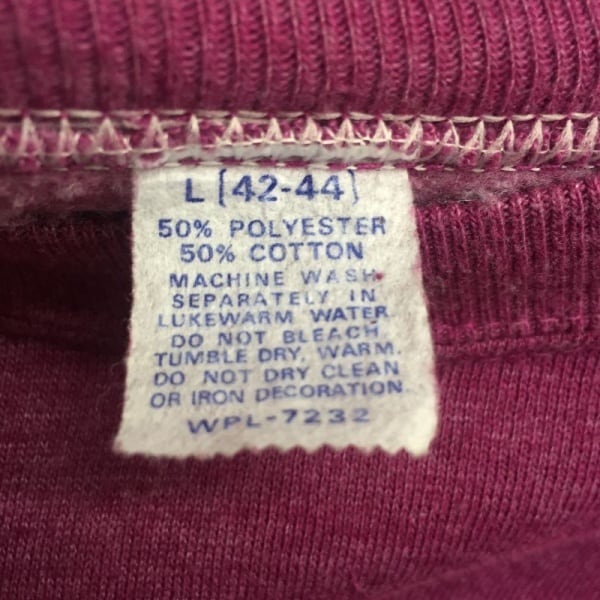 L [42-44]
50% POLYESTER
50% COTTON
MACHINE WASH
SEPARATELY IN
LUKEWARM WATER
DO NOT BLEACH
TUMBLE DRY, WARM.
DO NOT DRY CLEAN
OR IRON DECORATION.
WPL-7232